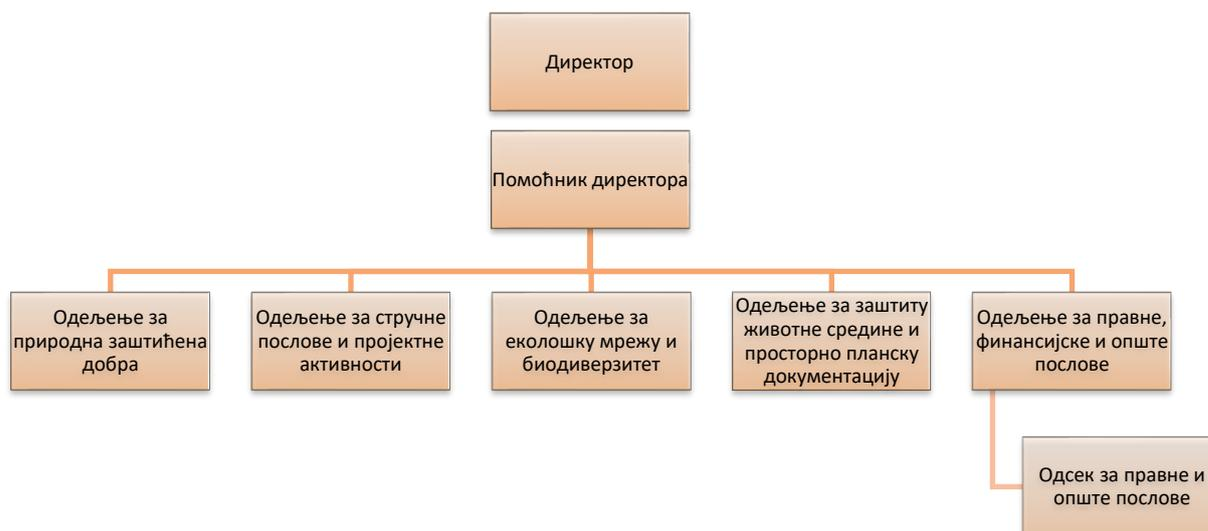 Директор
Помоћник директора
Одељење за
природна заштићена
добра
Одељење за стручне
послове и пројектне
активности
Одељење за
еколошку мрежу и
биодиверзитет
Одељење за заштиту
животне средине и
просторно планску
документацију
Одељење за правне,
финансијске и опште
послове
Одсек за правне и
опште послове